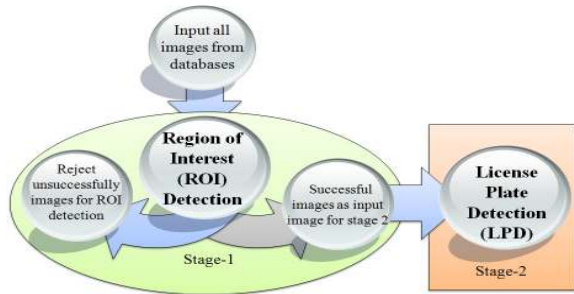 Input all
images from
databases
Region of
Interest
(ROI)
Detection
Reject
unsuccessfully
images for ROI
detection
Successful
images as input
image for stage 2
Stage-1
License
Plate
Detection
(LPD)
Stage-2